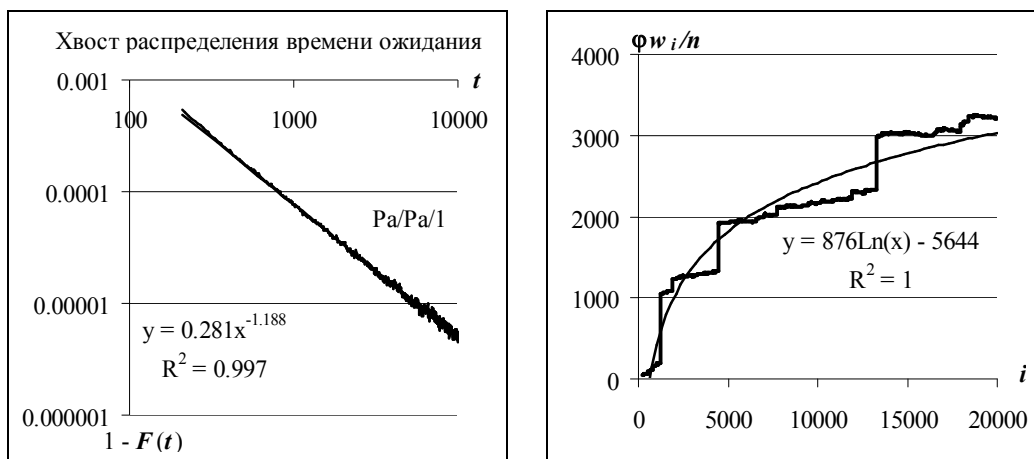 Хвост распределения времени ожидания
0.001
t
100
1000
10000
0.0001
Pa/Pa/1
0.00001
y = 0.281x^-1.188
R^2 = 0.997
0.000001
1 - F(t)
φw i /n
4000
3000
2000
y = 876Ln(x) - 5644
R^2 = 1
1000
0
i
0
5000
10000
15000
20000